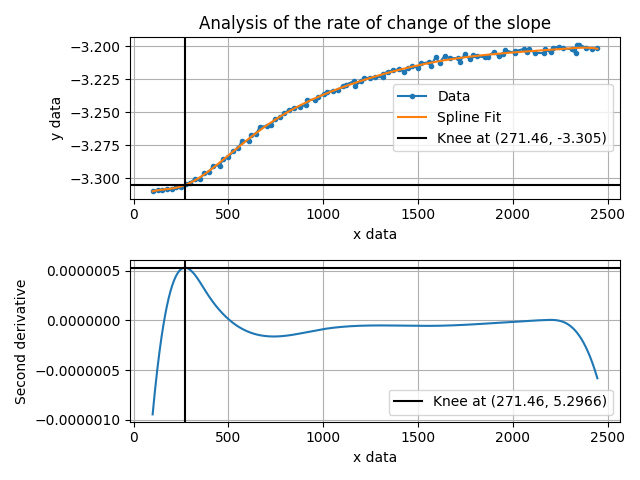 Analysis of the rate of change of the slope
−3.200
−3.225
−3.250
−3.275
−3.300
y data
Data
Spline Fit
Knee at (271.46, -3.305)
0 500 1000 1500 2000 2500
x data
0.0000005
0.0000000
−0.0000005
−0.0000010
Second derivative
Knee at (271.46, 5.2966)
0 500 1000 1500 2000 2500
x data